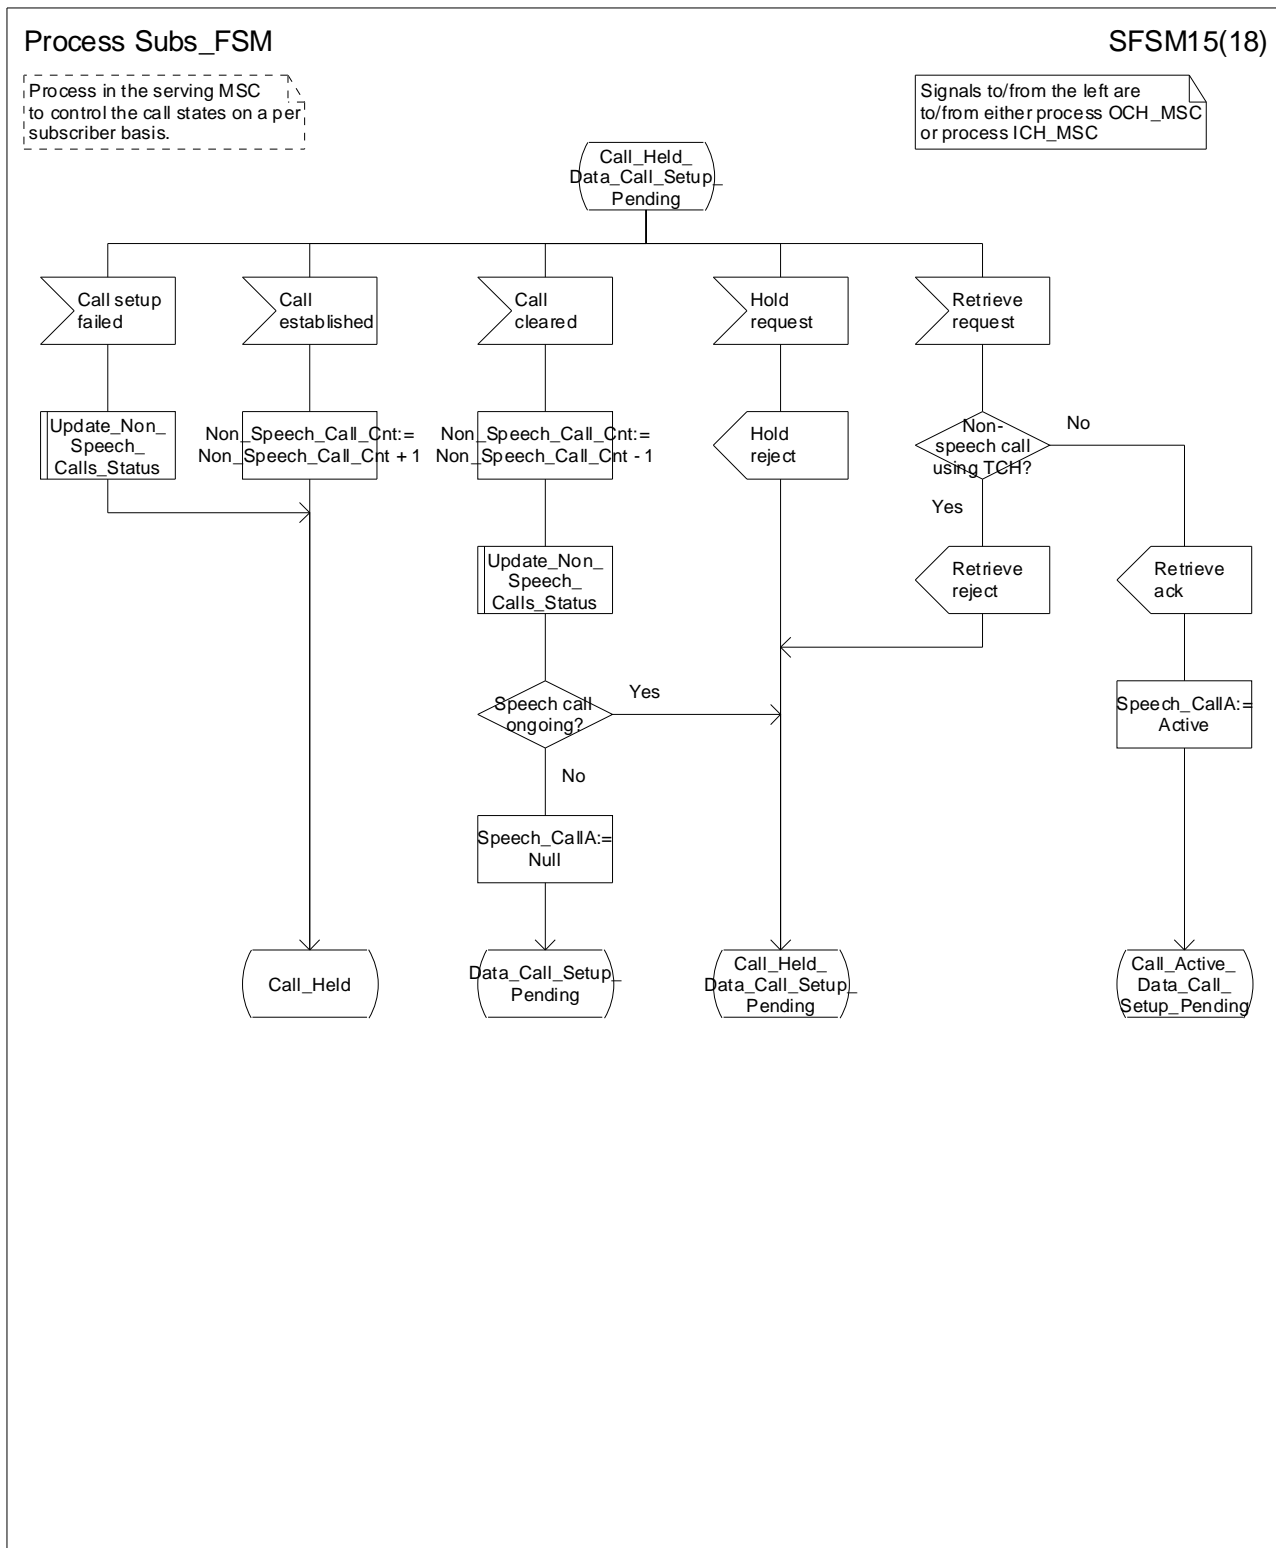 Process Subs_FSM
SFSM15(18)
Process in the serving MSC
to control the call states on a per
subscriber basis.
Signals to/from the left are
to/from either process OCH_MSC
or process ICH_MSC
Call_Held_
Data_Call_Setup_
Pending
Call setup
failed
Call
established
Call
cleared
Hold
request
Retrieve
request
Update_Non_
Speech_
Calls_Status
Non_Speech_Call_Cnt:=
Non_Speech_Call_Cnt + 1
Non_Speech_Call_Cnt:=
Non_Speech_Call_Cnt - 1
Hold
reject
Non-
speech call
using TCH?
No
Yes
Update_Non_
Speech_
Calls_Status
Retrieve
reject
Retrieve
ack
Speech call
ongoing?
Yes
No
Speech_CallA:=
Active
Speech_CallA:=
Null
Call_Held
Data_Call_Setup_
Pending
Call_Held_
Data_Call_Setup_
Pending
Call_Active_
Data_Call_
Setup_Pending